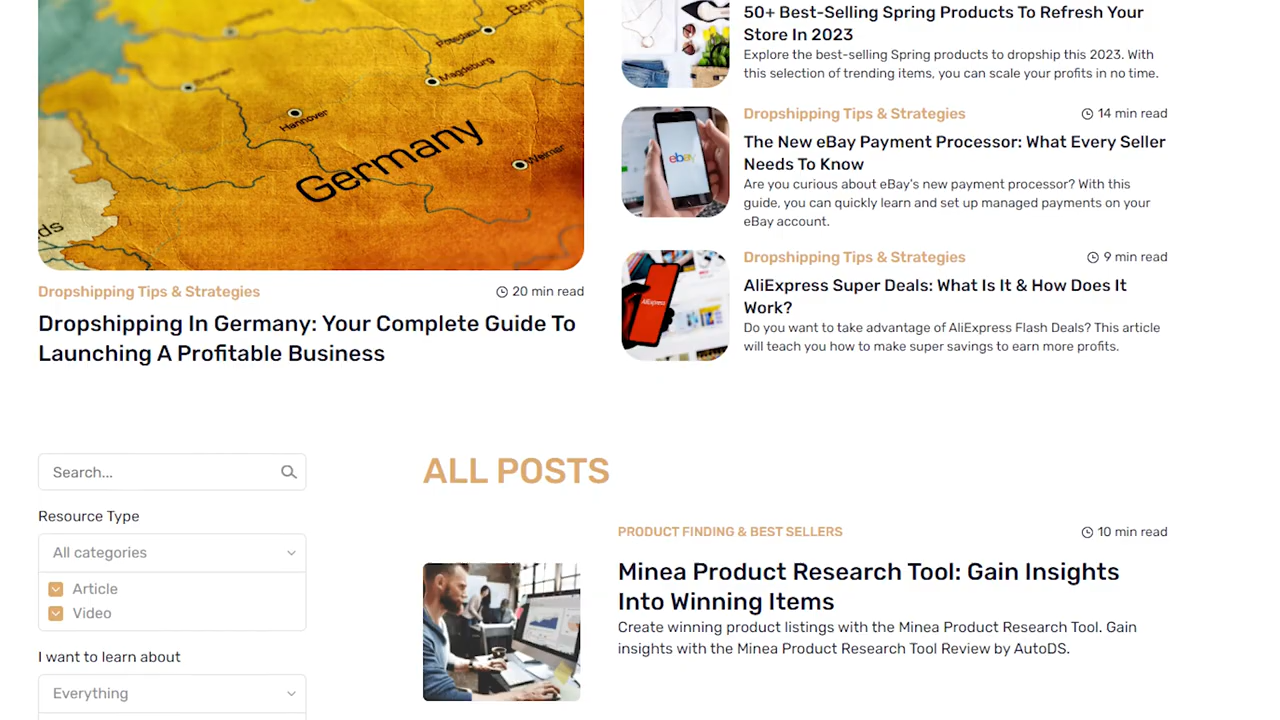 Berlin
Potsdam
Magdeburg
Bremen
Hannover
Germany
Weimar
ds
Dropshipping Tips & Strategies
20 min read
Dropshipping In Germany: Your Complete Guide To
Launching A Profitable Business
50+ Best-Selling Spring Products To Refresh Your
Store In 2023
Explore the best-selling Spring products to dropship this 2023. With
this selection of trending items, you can scale your profits in no time.
Dropshipping Tips & Strategies
14 min read
ebay
The New eBay Payment Processor: What Every Seller
Needs To Know
Are you curious about eBay's new payment processor? With this
guide, you can quickly learn and set up managed payments on your
eBay account.
Dropshipping Tips & Strategies
9 min read
AliExpress
AliExpress Super Deals: What Is It & How Does It
Work?
Do you want to take advantage of AliExpress Flash Deals? This article
will teach you how to make super savings to earn more profits.
Search...
Resource Type
All categories
Article
Video
I want to learn about
Everything
ALL POSTS
PRODUCT FINDING & BEST SELLERS
10 min read
Minea Product Research Tool: Gain Insights
Into Winning Items
Create winning product listings with the Minea Product Research Tool. Gain
insights with the Minea Product Research Tool Review by AutoDS.